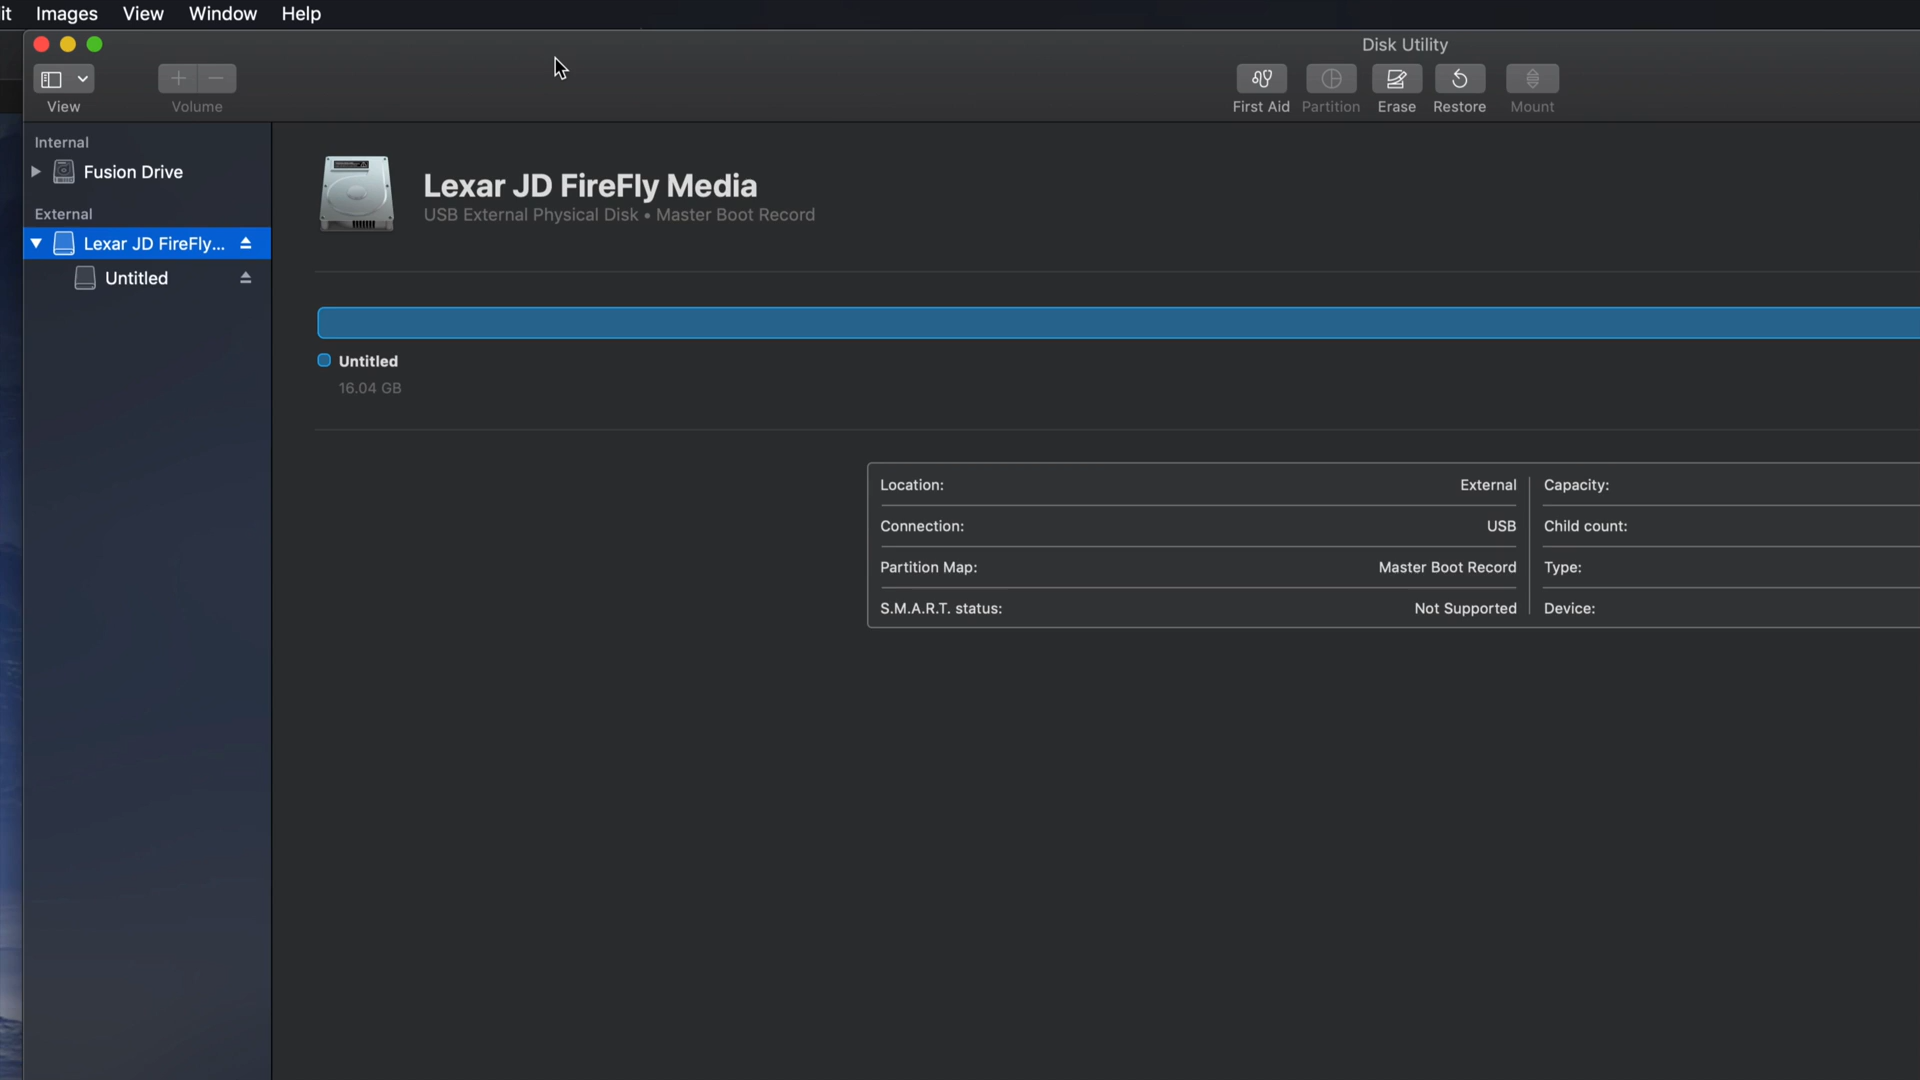 it Images View Window Help
Disk Utility
View
Volume
First Aid
Partition
Erase
Restore
Mount
Internal
Fusion Drive
External
Lexar JD FireFly...
Untitled
Lexar JD FireFly Media
USB External Physical Disk • Master Boot Record
Untitled
16.04 GB
Location: External
Capacity:
Connection: USB
Child count:
Partition Map: Master Boot Record
Type:
S.M.A.R.T. status: Not Supported
Device: